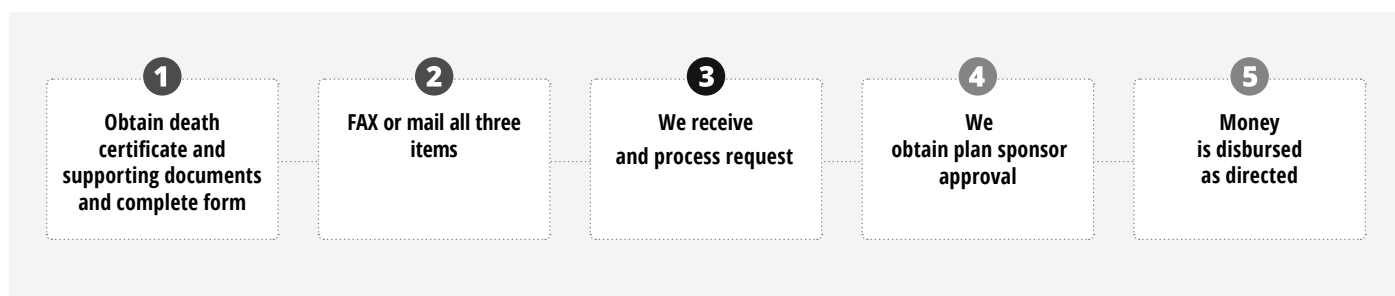 1
Obtain death
certificate and
supporting documents
and complete form
2
FAX or mail all three
items
3
We receive
and process request
4
We
obtain plan sponsor
approval
5
Money
is disbursed
as directed